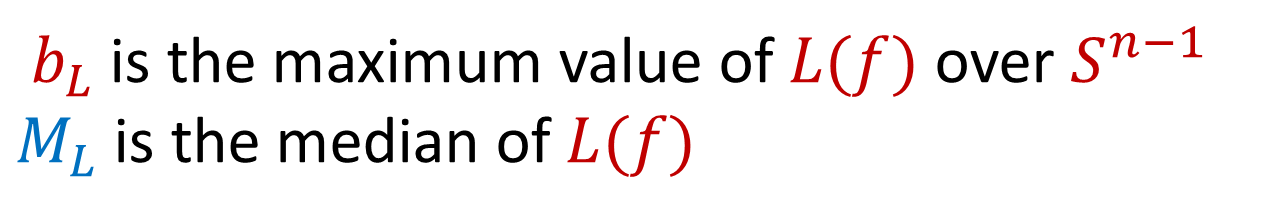 b_L is the maximum value of L(f) over S^{n-1}
M_L is the median of L(f)